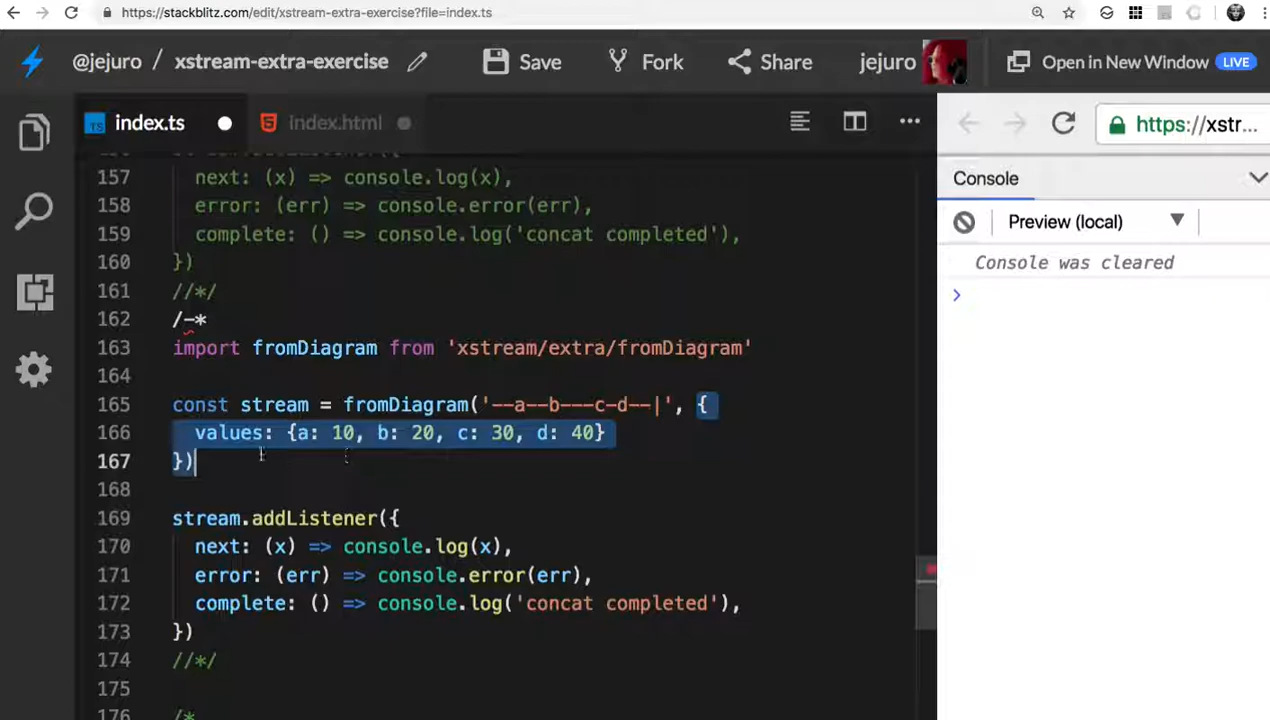 https://stackblitz.com/edit/xstream-extra-exercise?file=index.ts
@jejuro / xstream-extra-exercise Save Fork Share jejuro Open in New Window LIVE
TS index.ts index.html https://xstr...
Console
Preview (local)
Console was cleared
>
157 next: (x) => console.log(x),
158 error: (err) => console.error(err),
159 complete: () => console.log('concat completed'),
160 })
161 //*/
162 /-*
163 import fromDiagram from 'xstream/extra/fromDiagram'
164
165 const stream = fromDiagram('--a--b---c-d--|', {
166 values: {a: 10, b: 20, c: 30, d: 40}
167 })
168
169 stream.addListener({
170 next: (x) => console.log(x),
171 error: (err) => console.error(err),
172 complete: () => console.log('concat completed'),
173 })
174 //*/
175
176 /*